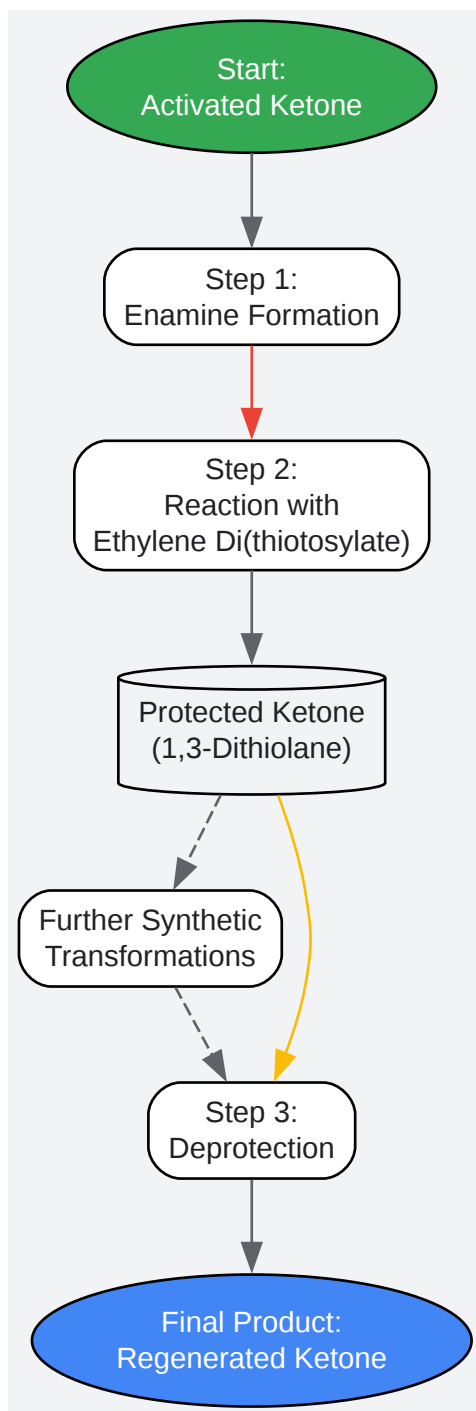 Start:
Activated Ketone
Step 1:
Enamine Formation
Step 2:
Reaction with
Ethylene Di(thiotosylate)
Protected Ketone
(1,3-Dithiolane)
Further Synthetic
Transformations
Step 3:
Deprotection
Final Product:
Regenerated Ketone